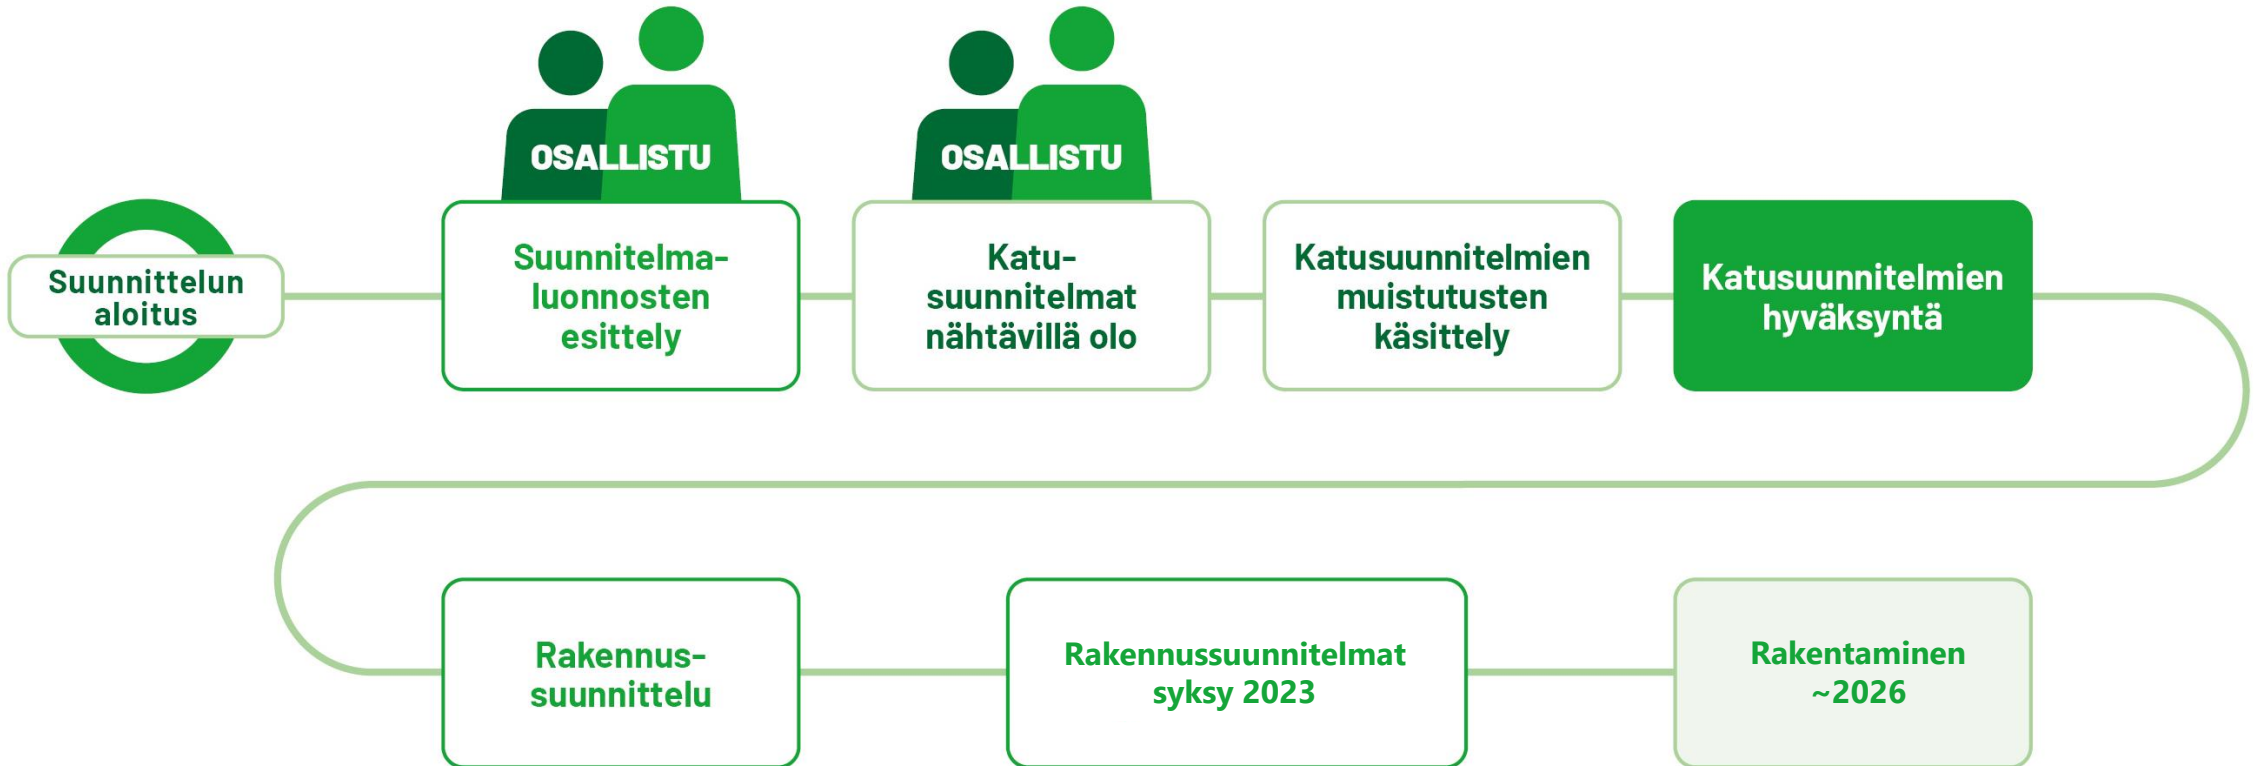 OSALLISTU
OSALLISTU
Suunnittelun
aloitus
Suunnitelma-
luonnosten
esittely
Katu-
suunnitelmat
nähtävillä olo
Katusuunnitelmien
muistutusten
käsittely
Katusuunnitelmien
hyväksyntä
Rakennus-
suunnittelu
Rakennussuunnitelmat
syksy 2023
Rakentaminen
~2026